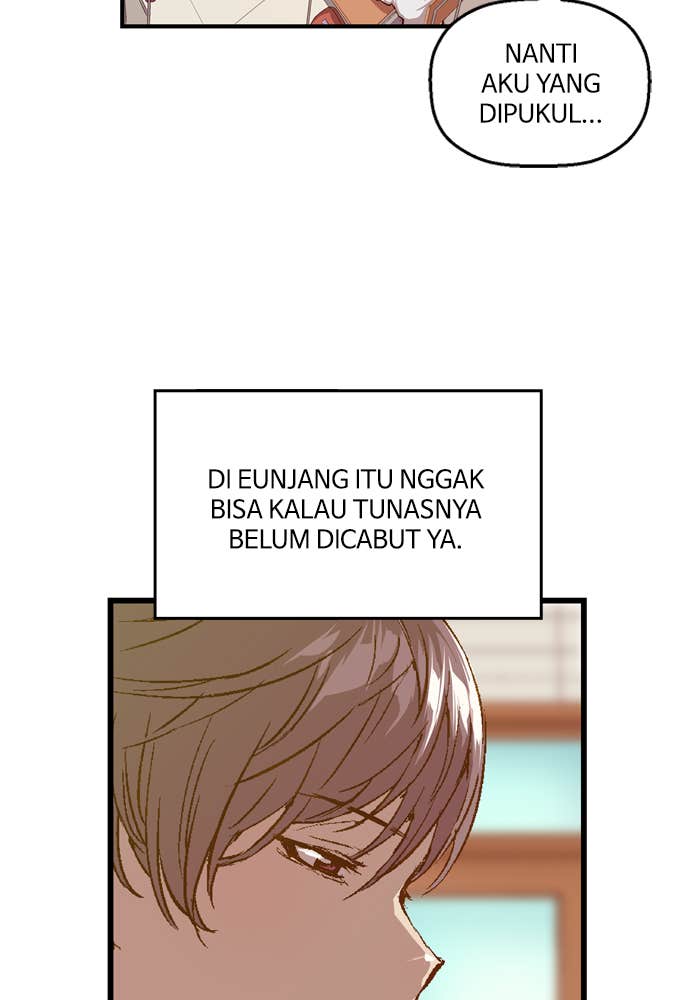 NANTI
AKU YANG
DIPUKUL...
DI EUNJANG ITU NGGAK
BISA KALAU TUNASNYA
BELUM DICABUT YA.